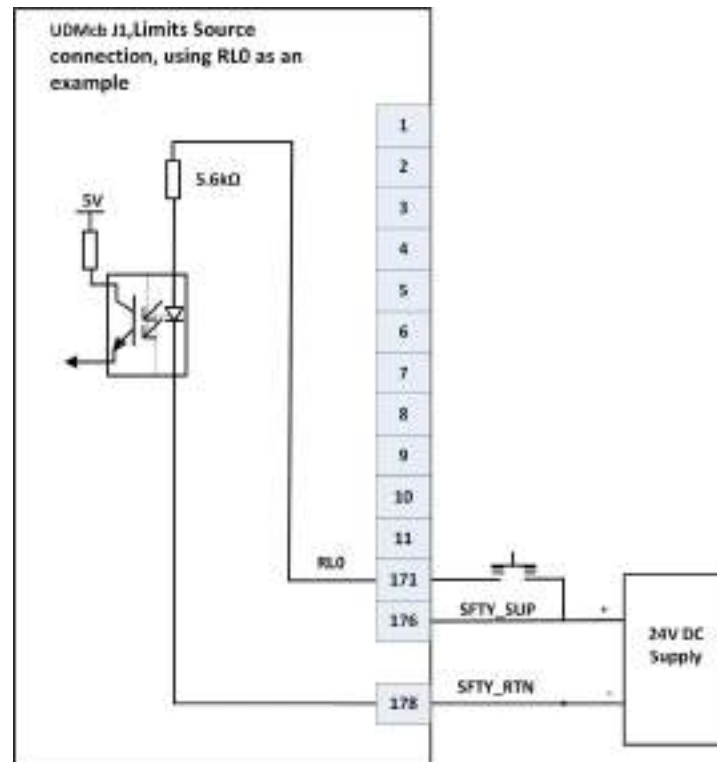 UDMcb J1,Limits Source
connection, using RL0 as an
example
1
2
5.6kΩ
5V
3
4
5
6
7
8
9
10
11
RL0
171
176
SFTY_SUP
+
24V DC
Supply
178
SFTY_RTN
-